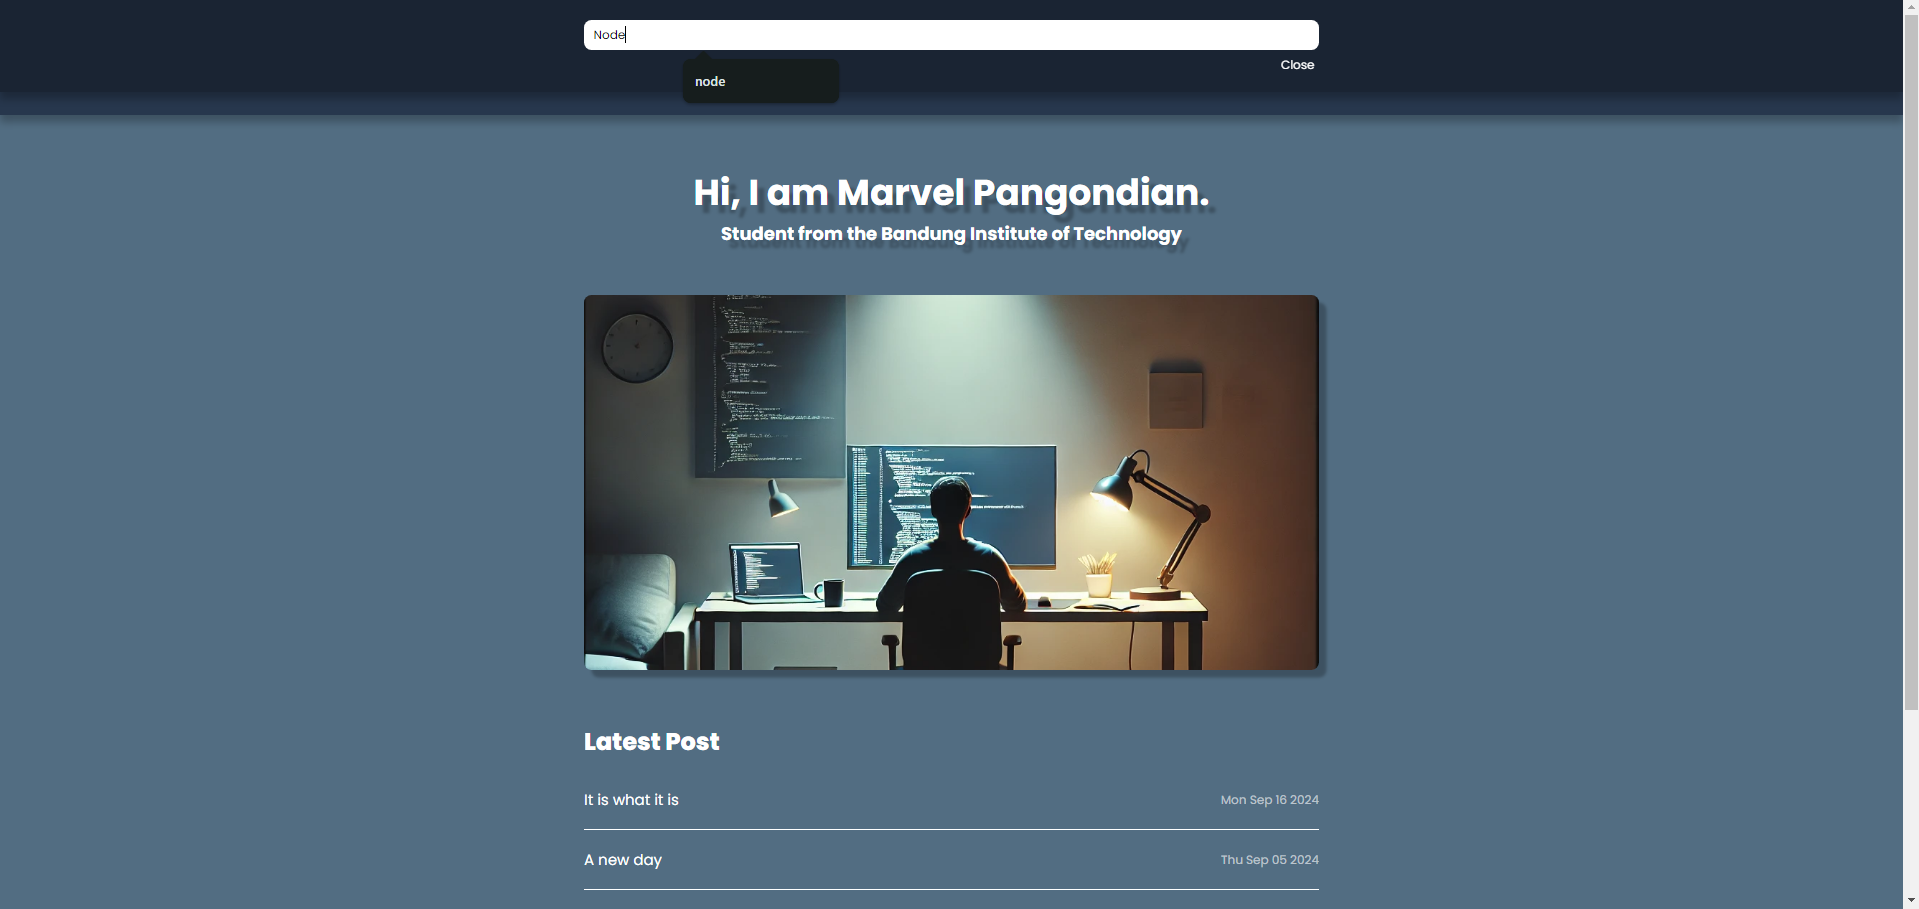 Node
Close
node
Hi, I am Marvel Pangondian.
Student from the Bandung Institute of Technology
Latest Post
It is what it is
Mon Sep 16 2024
A new day
Thu Sep 05 2024